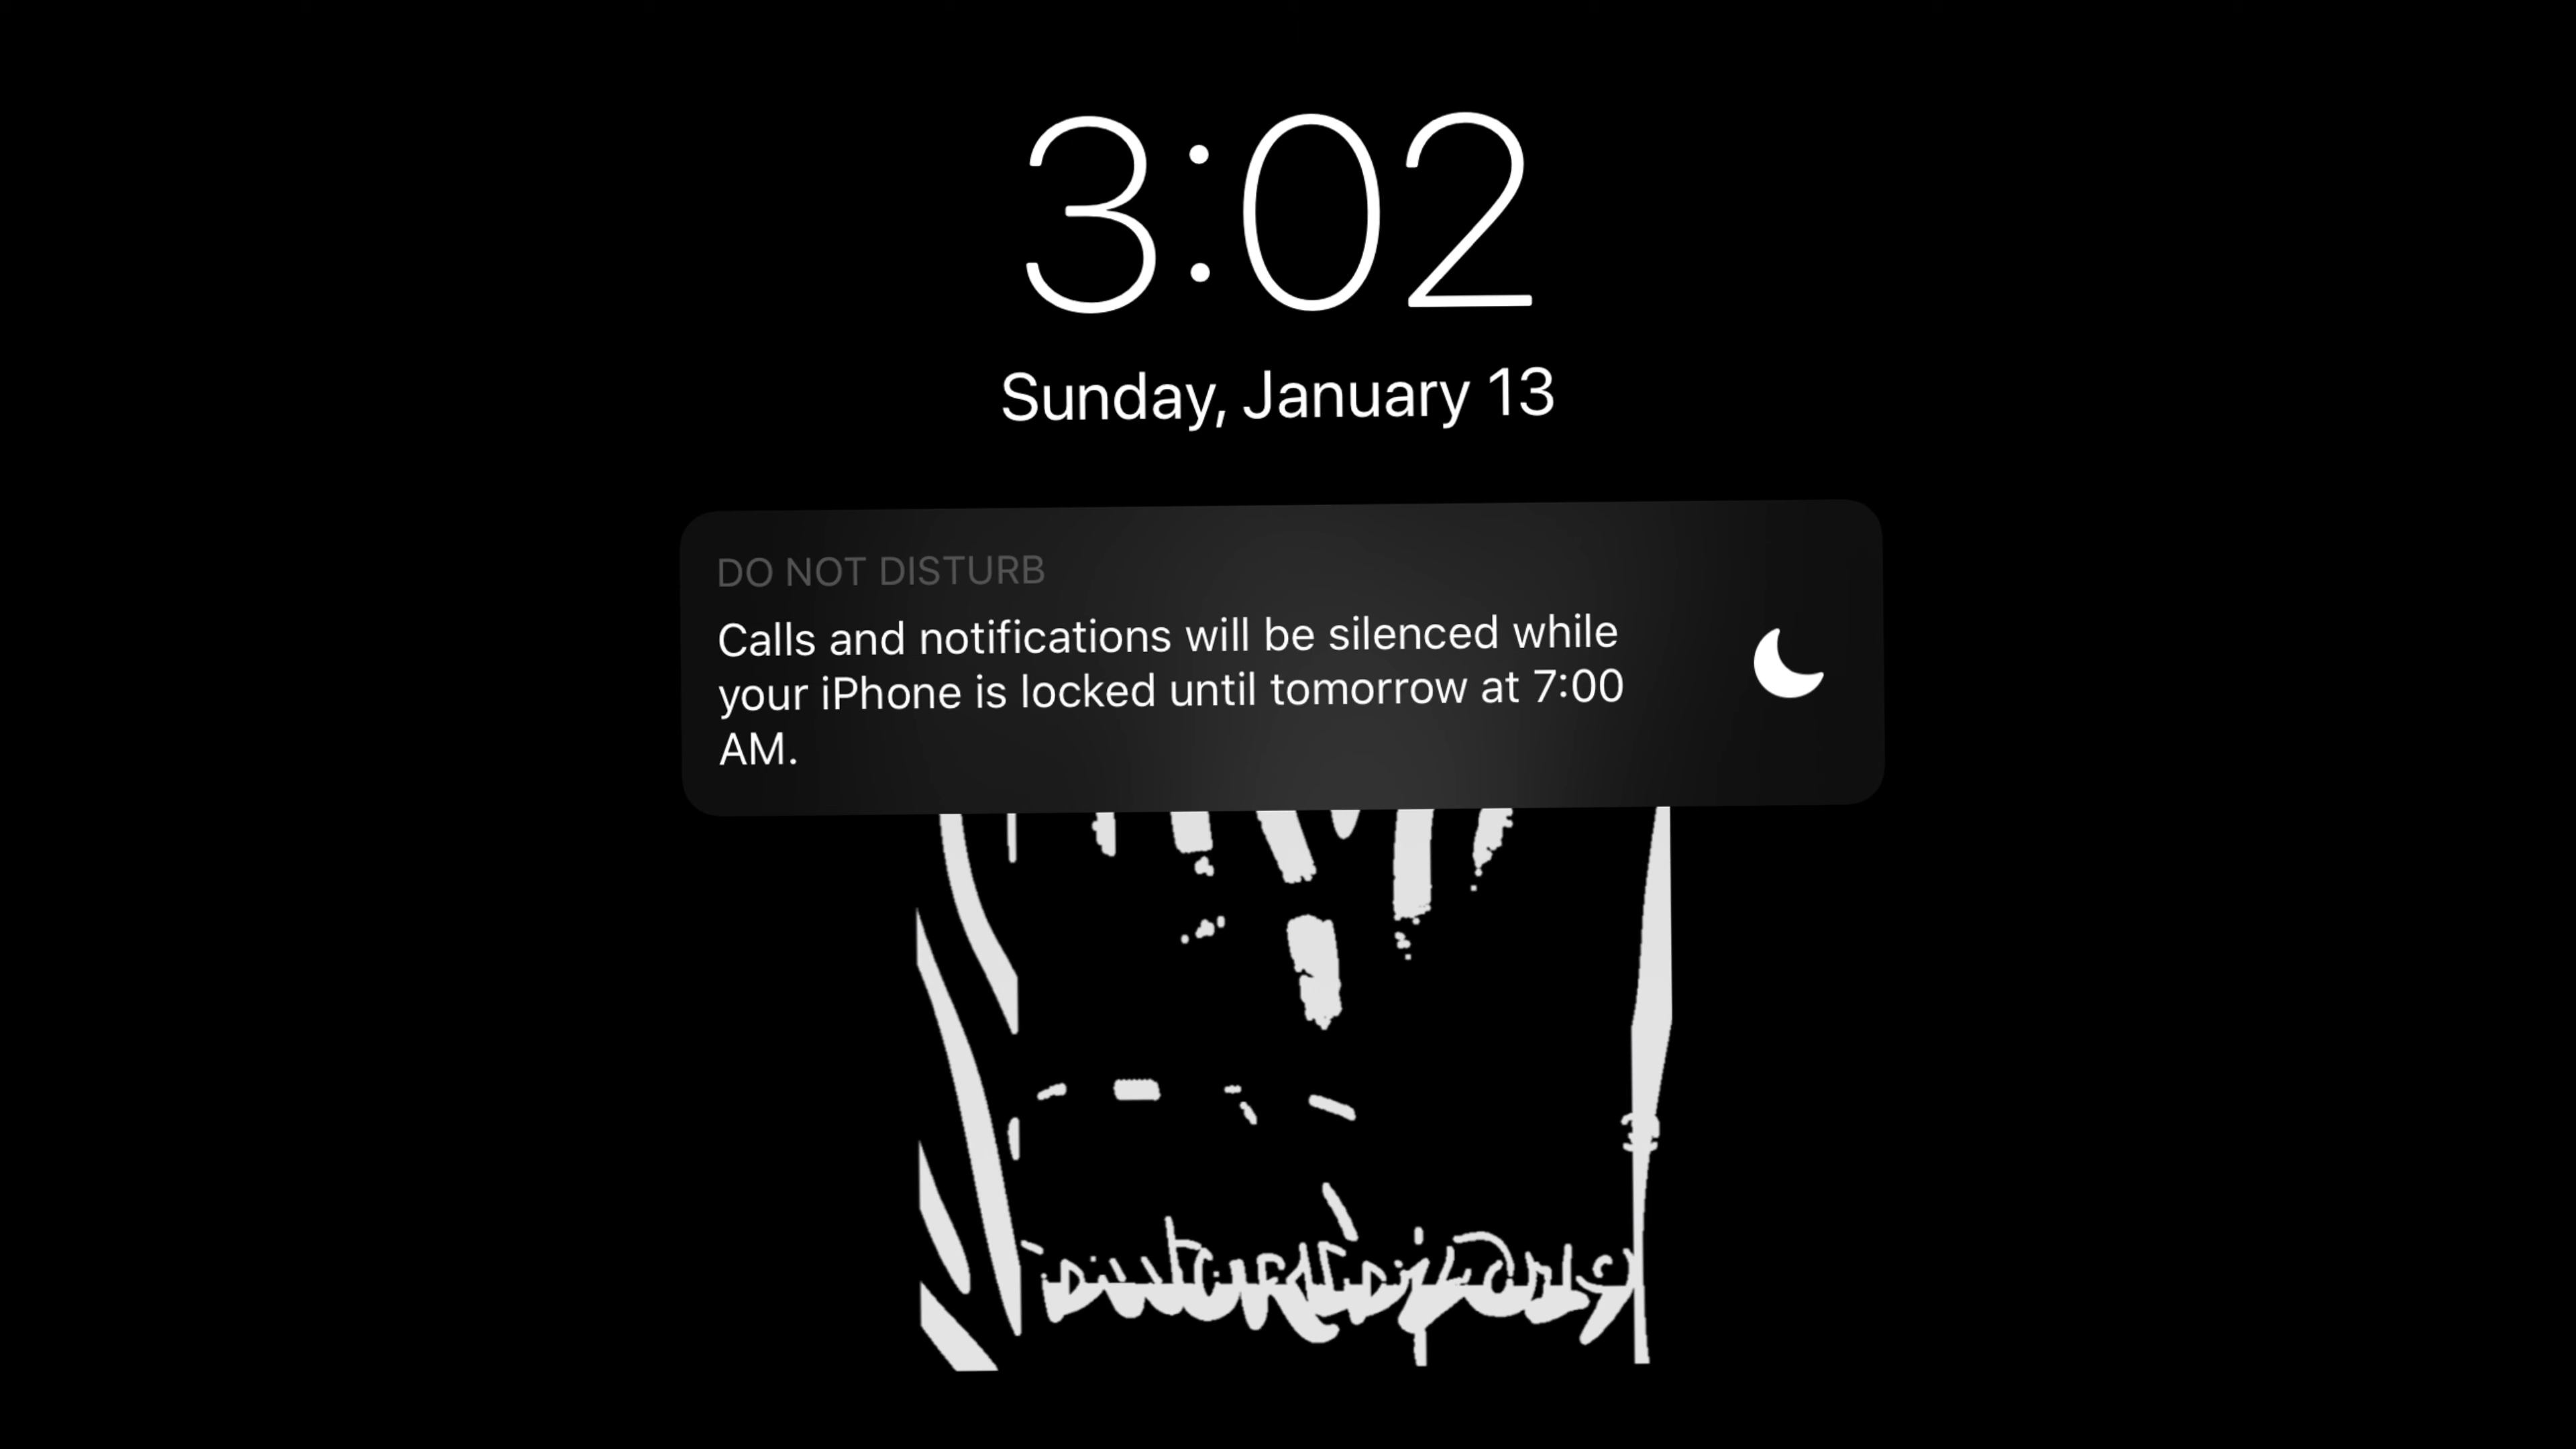 3:02
Sunday, January 13
DO NOT DISTURB
Calls and notifications will be silenced while
your iPhone is locked until tomorrow at 7:00
AM.